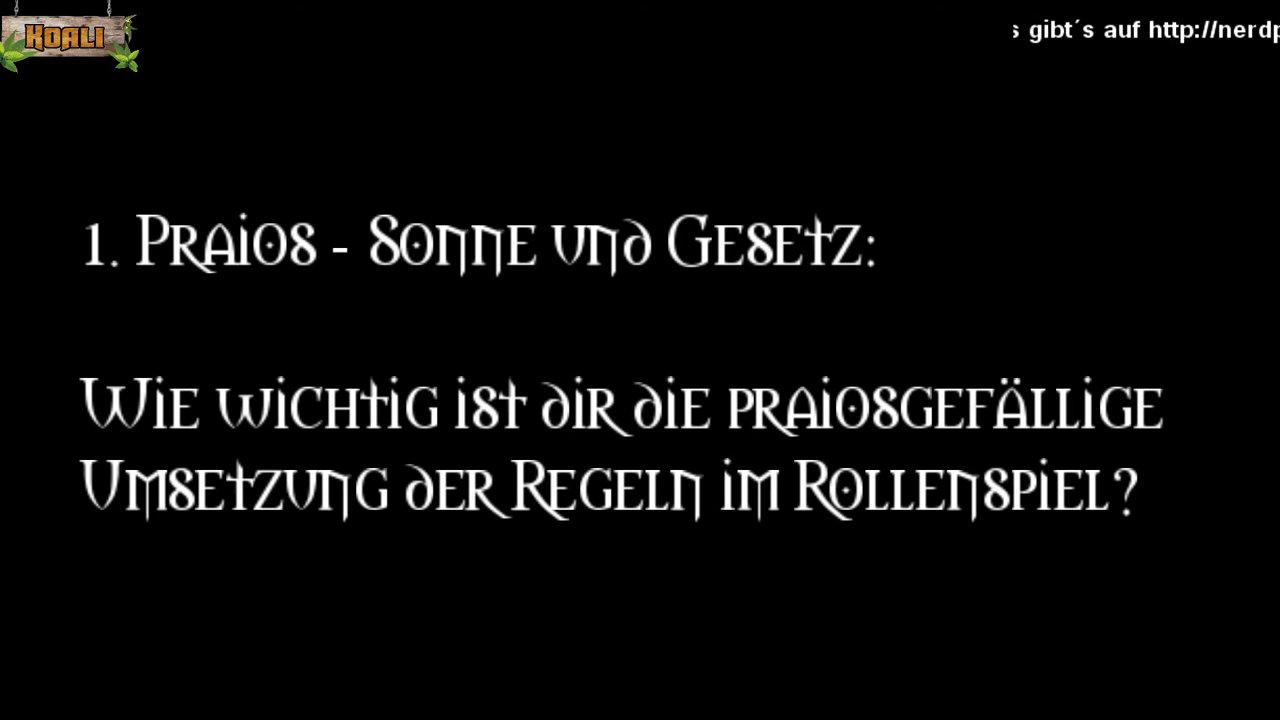 KOALI
s gibt´s auf http://nerdp
1. Praios - Sonne und Gesetz:
Wie wichtig ist dir die praiosgefällige
Umsetzung der Regeln im Rollenspiel?